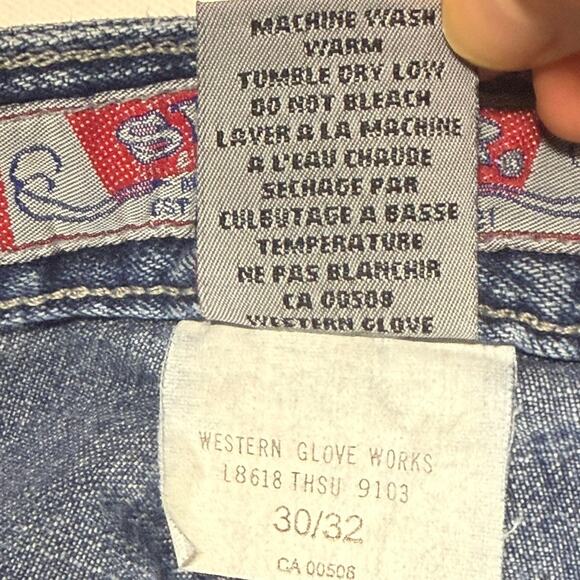 MACHINE WASH
WARM
TUMBLE DRY LOW
DO NOT BLEACH
LAVER A LA MACHINE
A L'EAU CHAUDE
SECHAGE PAR
CULBUTAGE A BASSE
TEMPERATURE
NE PAS BLANCHIR
CA 00508
WESTERN GLOVE
EST
WESTERN GLOVE WORKS
L8618 THSU 9103
30/32
CA 00508